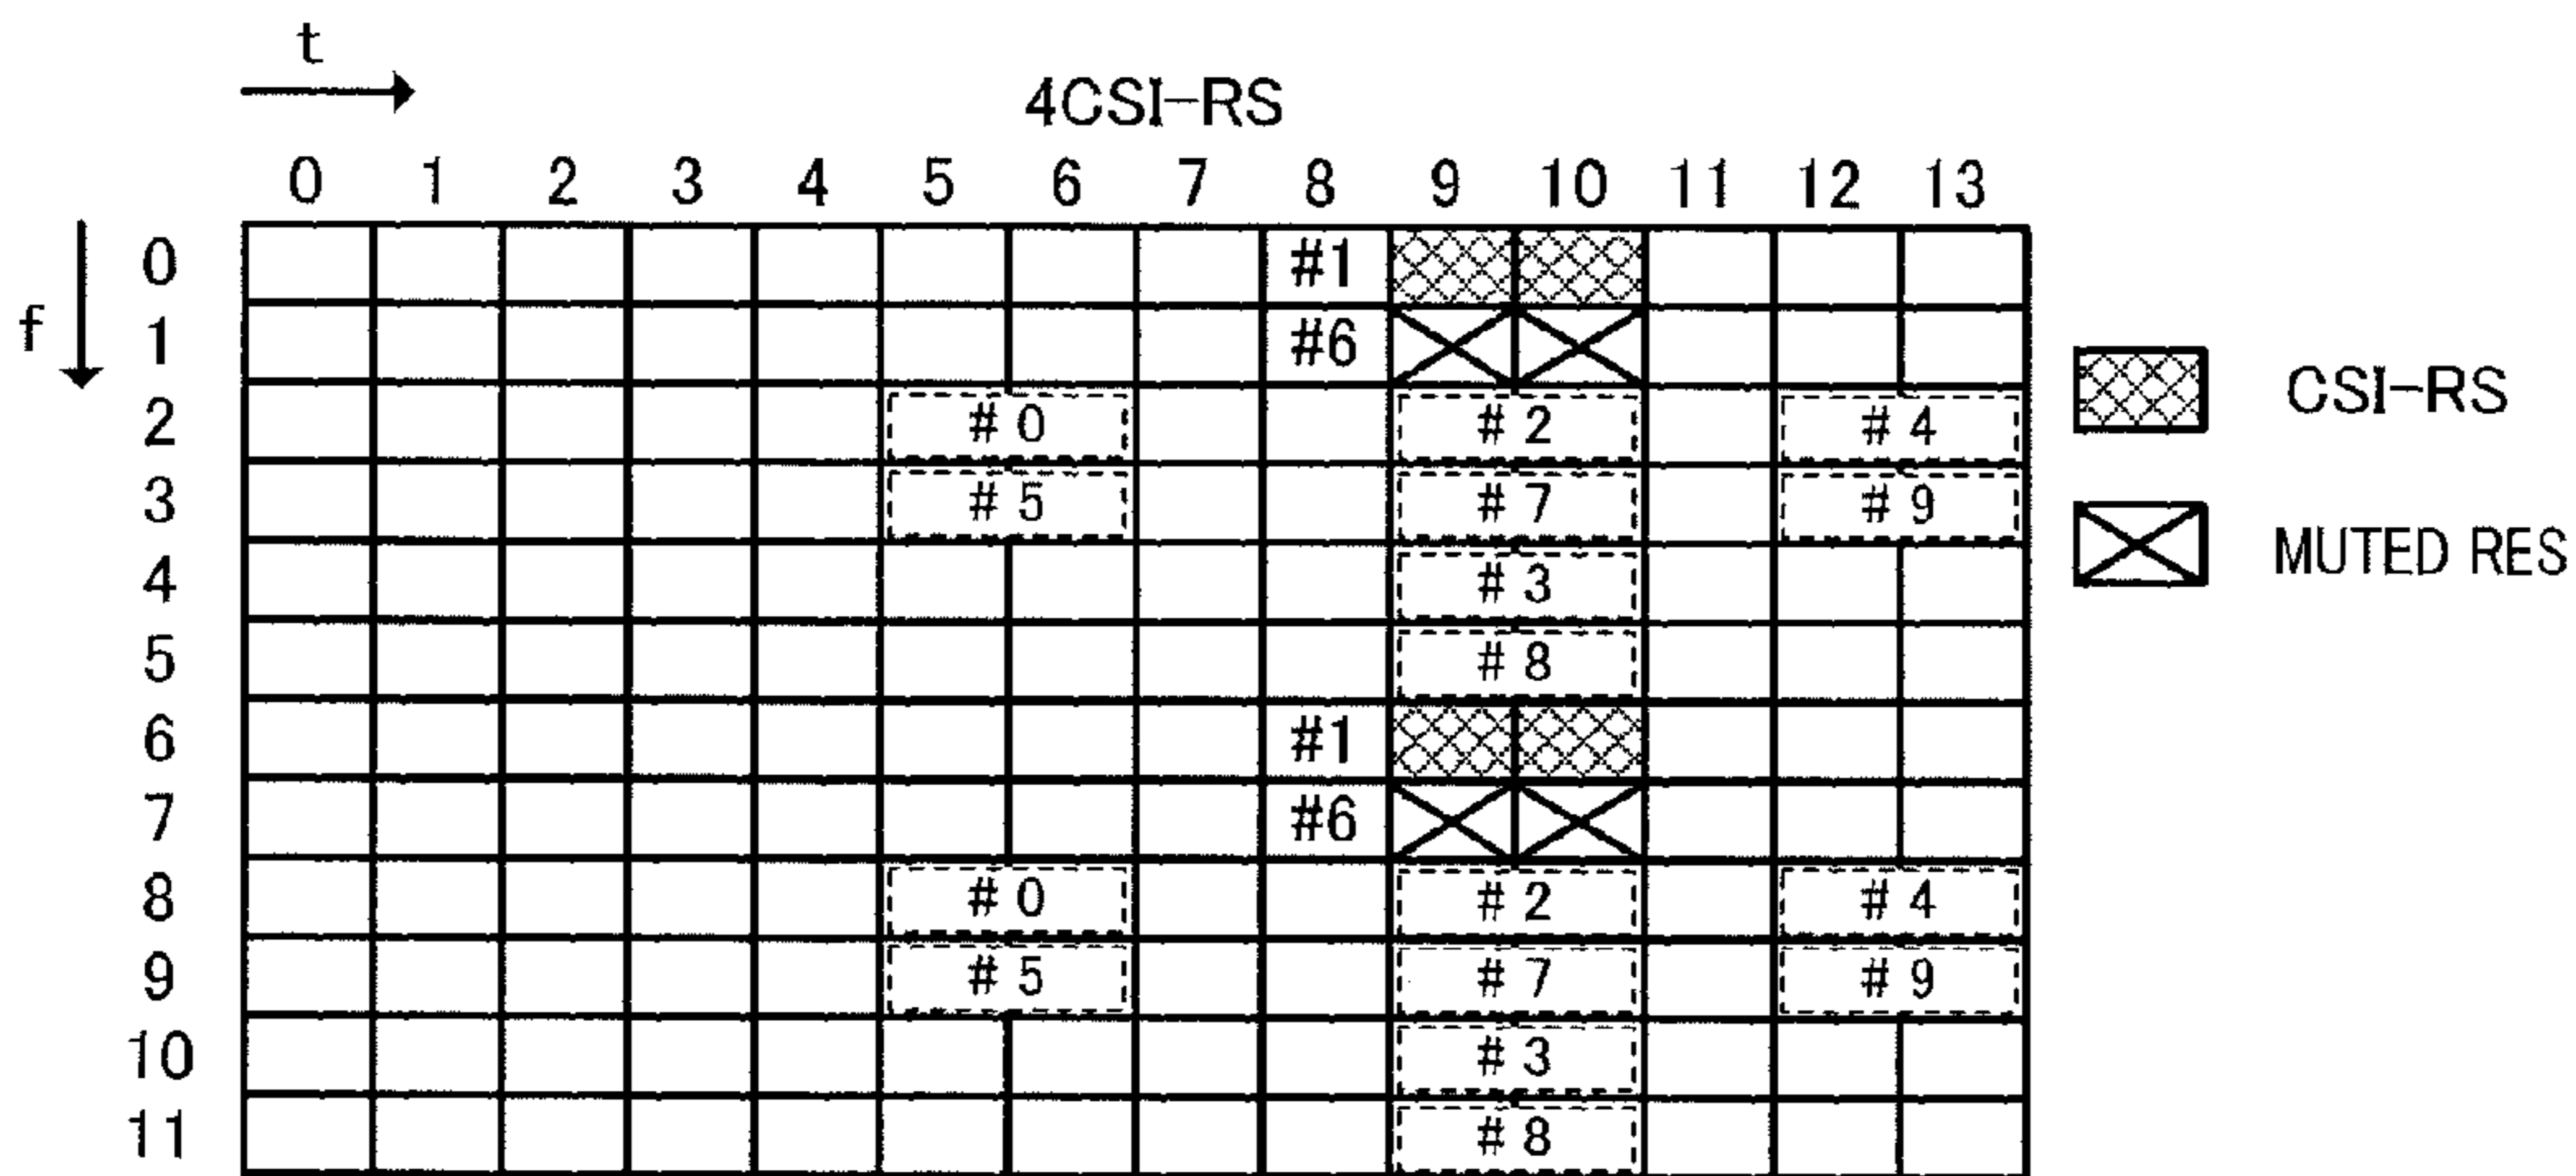 t
4CSI-RS
0 1 2 3 4 5 6 7 8 9 10 11 12 13
f
0 #1
1 #6
2 #0 #2 #4
3 #5 #7 #9
4 #3
5 #8
6 #1
7 #6
8 #0 #2 #4
9 #5 #7 #9
10 #3
11 #8
CSI-RS
MUTED RES